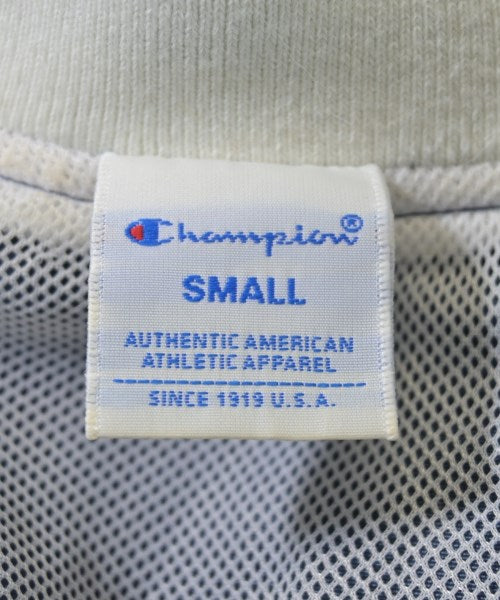 Champion®
SMALL
AUTHENTIC AMERICAN
ATHLETIC APPAREL
SINCE 1919 U.S.A.